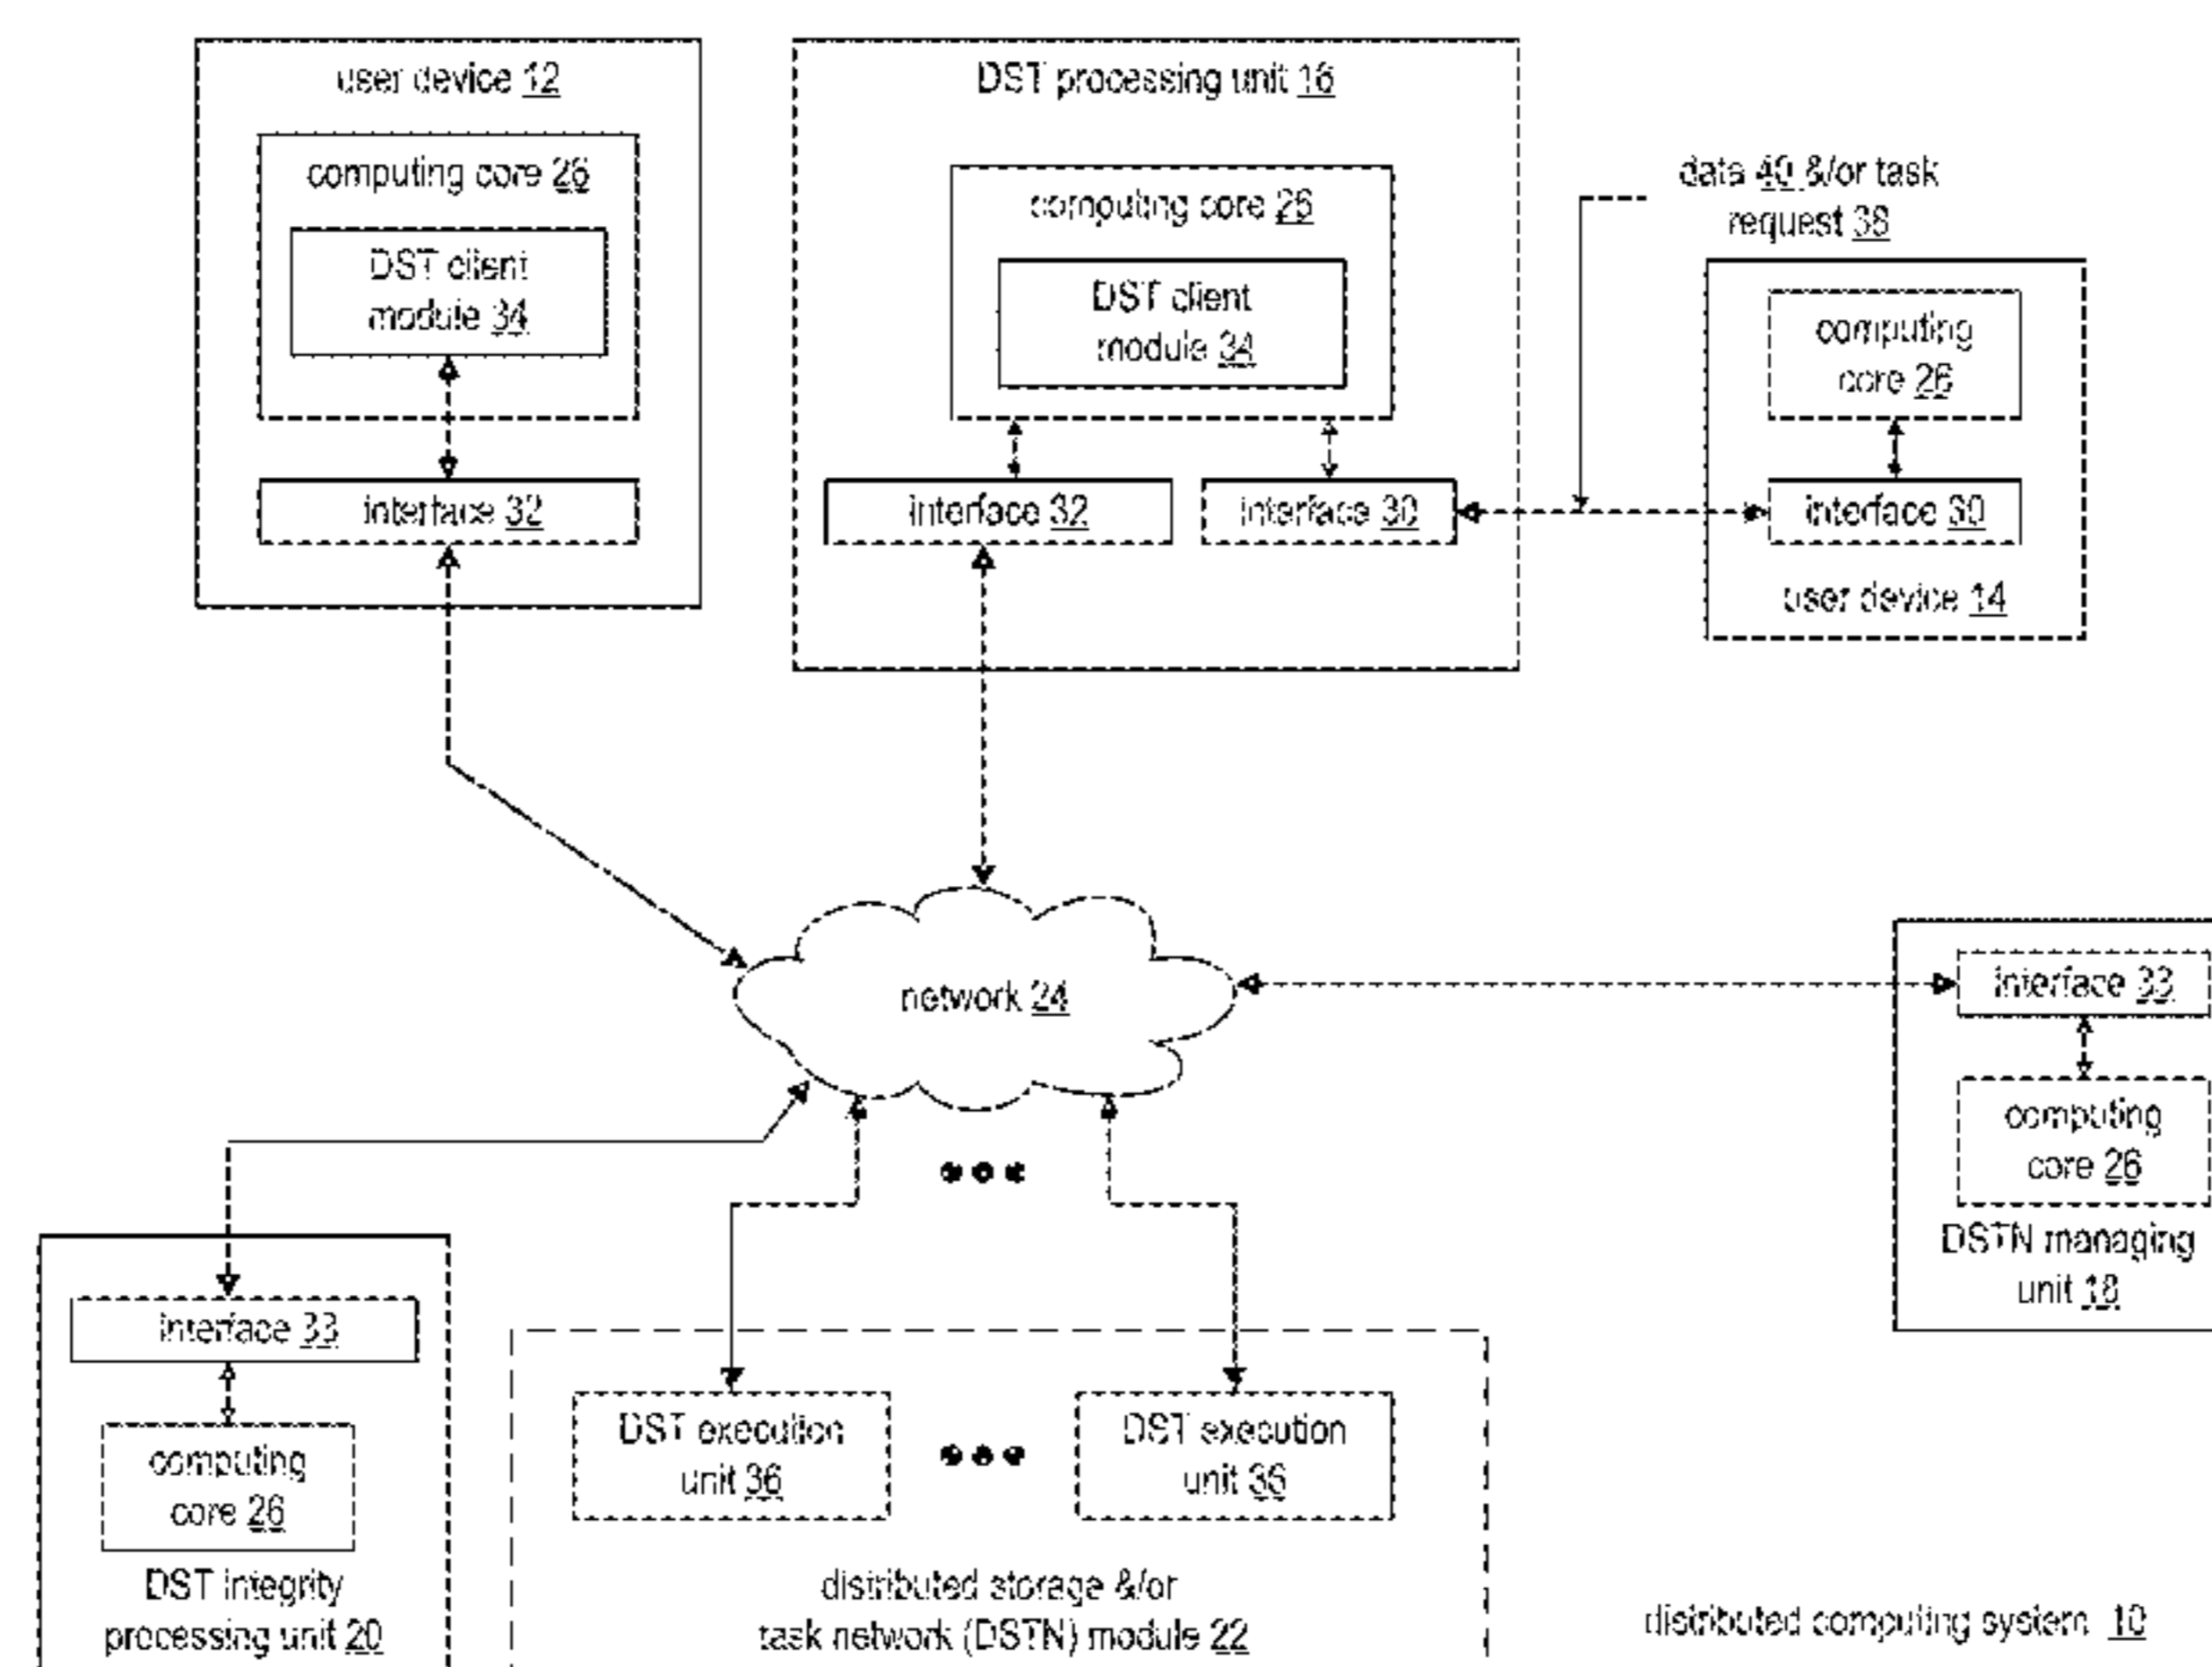 user device 12
computing core 26
DST client
module 34
interface 32
DST processing unit 16
computing core 26
DST client
module 34
interface 32
interface 30
data 40 &/or task
request 38
computing
core 26
interface 30
user device 14
network 24
interface 33
computing
core 26
DSTN managing
unit 18
interface 33
computing
core 26
DST integrity
processing unit 20
DST execution
unit 36
DST execution
unit 36
distributed storage &/or
task network (DSTN) module 22
distributed computing system 10